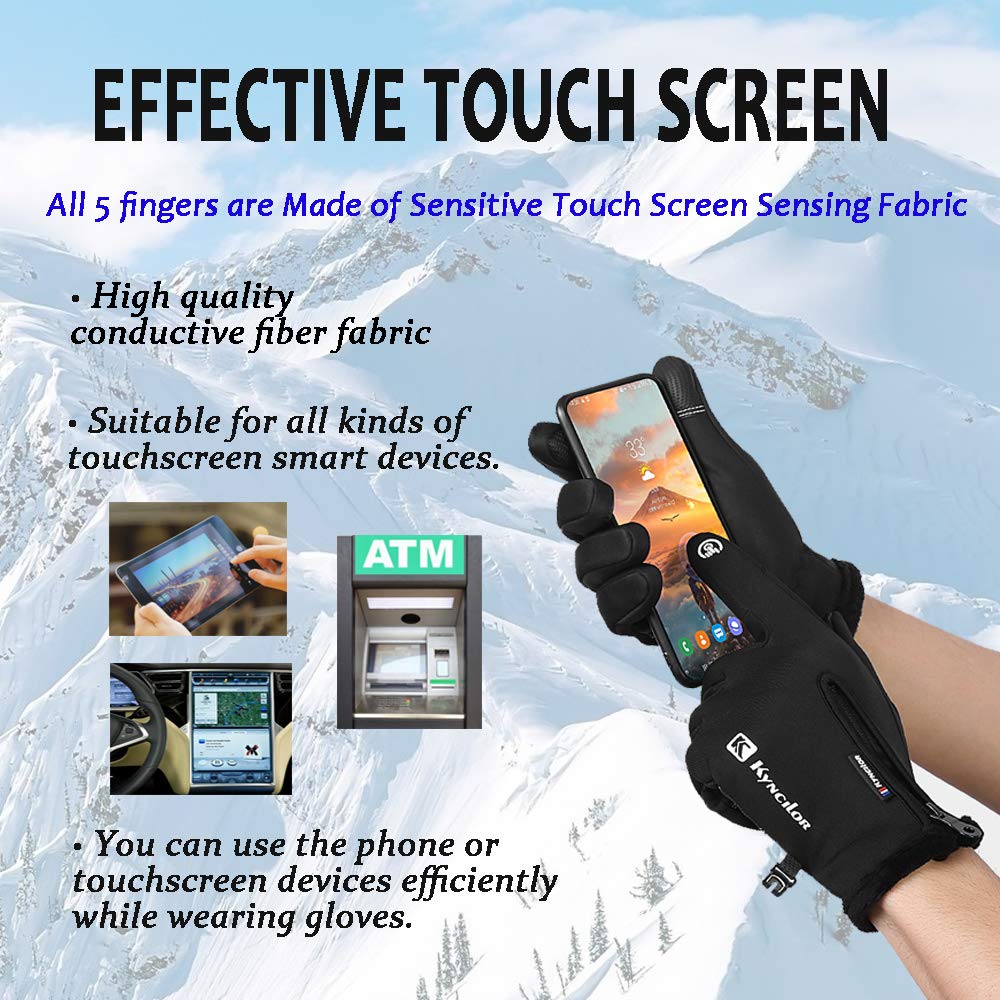 EFFECTIVE TOUCH SCREEN
All 5 fingers are Made of Sensitive Touch Screen Sensing Fabric
• High quality
conductive fiber fabric
• Suitable for all kinds of
touchscreen smart devices.
ATM
33°
K KYNCILOR
KYNCILOR
• You can use the phone or
touchscreen devices efficiently
while wearing gloves.